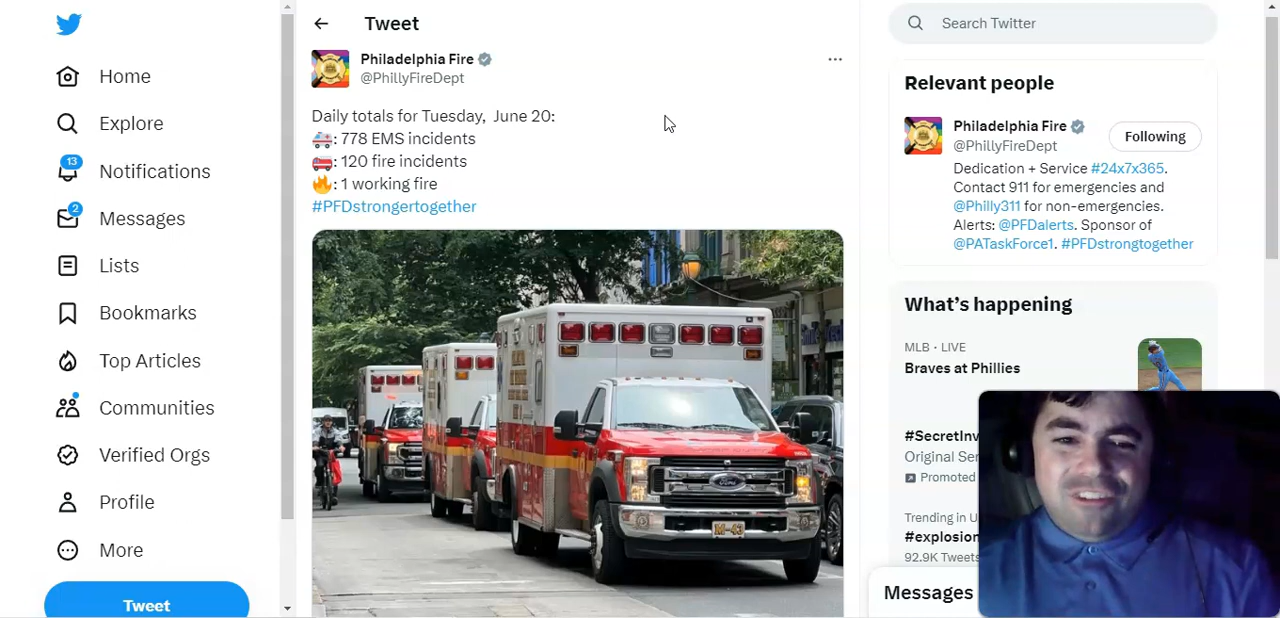 Home
Explore
13
Notifications
2
Messages
Lists
Bookmarks
Top Articles
Communities
Verified Orgs
Profile
More
Tweet
Tweet
Philadelphia Fire
@PhillyFireDept
Daily totals for Tuesday, June 20:
: 778 EMS incidents
: 120 fire incidents
: 1 working fire
#PFDstrongertogether
Ford
M-43
Search Twitter
Relevant people
Philadelphia Fire
@PhillyFireDept
Following
Dedication + Service #24x7x365.
Contact 911 for emergencies and
@Philly311 for non-emergencies.
Alerts: @PFDalerts. Sponsor of
@PATaskForce1. #PFDstrongtogether
What's happening
MLB · LIVE
Braves at Phillies
#SecretInv
Original Ser
Promoted
Trending in U
#explosion
92.9K Tweets
Messages